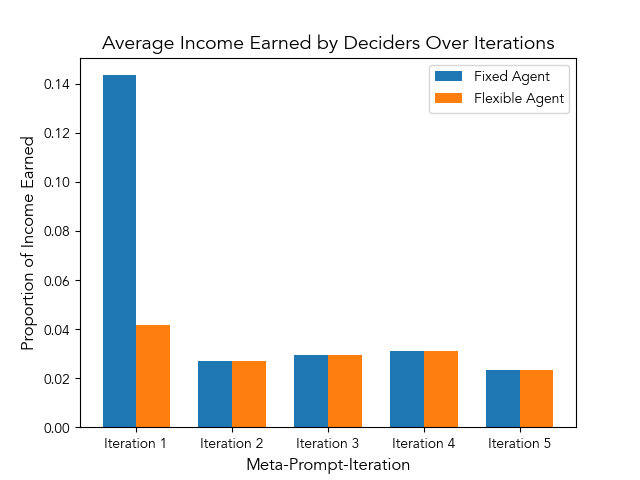 Average Income Earned by Deciders Over Iterations
Fixed Agent
Flexible Agent
Proportion of Income Earned
0.14
0.12
0.10
0.08
0.06
0.04
0.02
0.00
Iteration 1
Iteration 2
Iteration 3
Iteration 4
Iteration 5
Meta-Prompt-Iteration